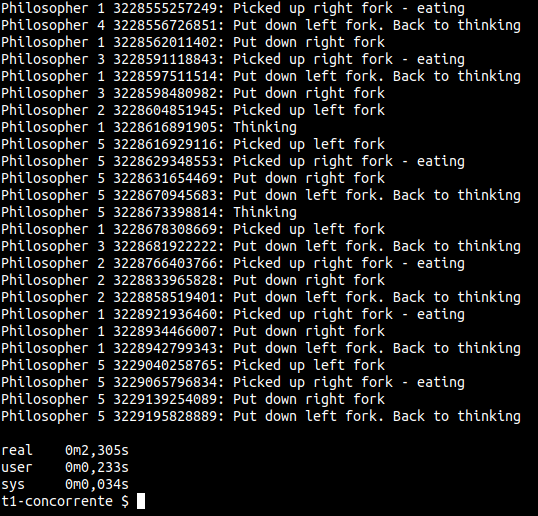 Philosopher 1 3228555257249: Picked up right fork - eating
Philosopher 4 3228556726851: Put down left fork. Back to thinking
Philosopher 1 3228562011402: Put down right fork
Philosopher 3 3228591118843: Picked up right fork - eating
Philosopher 1 3228597511514: Put down left fork. Back to thinking
Philosopher 3 3228598480982: Put down right fork
Philosopher 2 3228604851945: Picked up left fork
Philosopher 1 3228616891905: Thinking
Philosopher 5 3228616929116: Picked up left fork
Philosopher 5 3228629348553: Picked up right fork - eating
Philosopher 5 3228631654469: Put down right fork
Philosopher 5 3228670945683: Put down left fork. Back to thinking
Philosopher 5 3228673398814: Thinking
Philosopher 1 3228678308669: Picked up left fork
Philosopher 3 3228681922222: Put down left fork. Back to thinking
Philosopher 2 3228766403766: Picked up right fork - eating
Philosopher 2 3228833965828: Put down right fork
Philosopher 2 3228858519401: Put down left fork. Back to thinking
Philosopher 1 3228921936460: Picked up right fork - eating
Philosopher 1 3228934466007: Put down right fork
Philosopher 1 3228942799343: Put down left fork. Back to thinking
Philosopher 5 3229040258765: Picked up left fork
Philosopher 5 3229065796834: Picked up right fork - eating
Philosopher 5 3229139254089: Put down right fork
Philosopher 5 3229195828889: Put down left fork. Back to thinking
real 0m2,305s
user 0m0,233s
sys 0m0,034s
t1-concorrente $